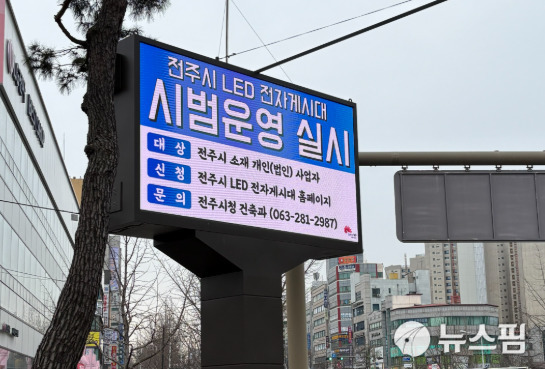 전주시 LED 전자게시대
시범운영 실시
대 상 전주시 소재 개인(법인) 사업자
신 청 전주시 LED 전자게시대 홈페이지
문 의 전주시청 건축과 (063-281-2987)
뉴스핌